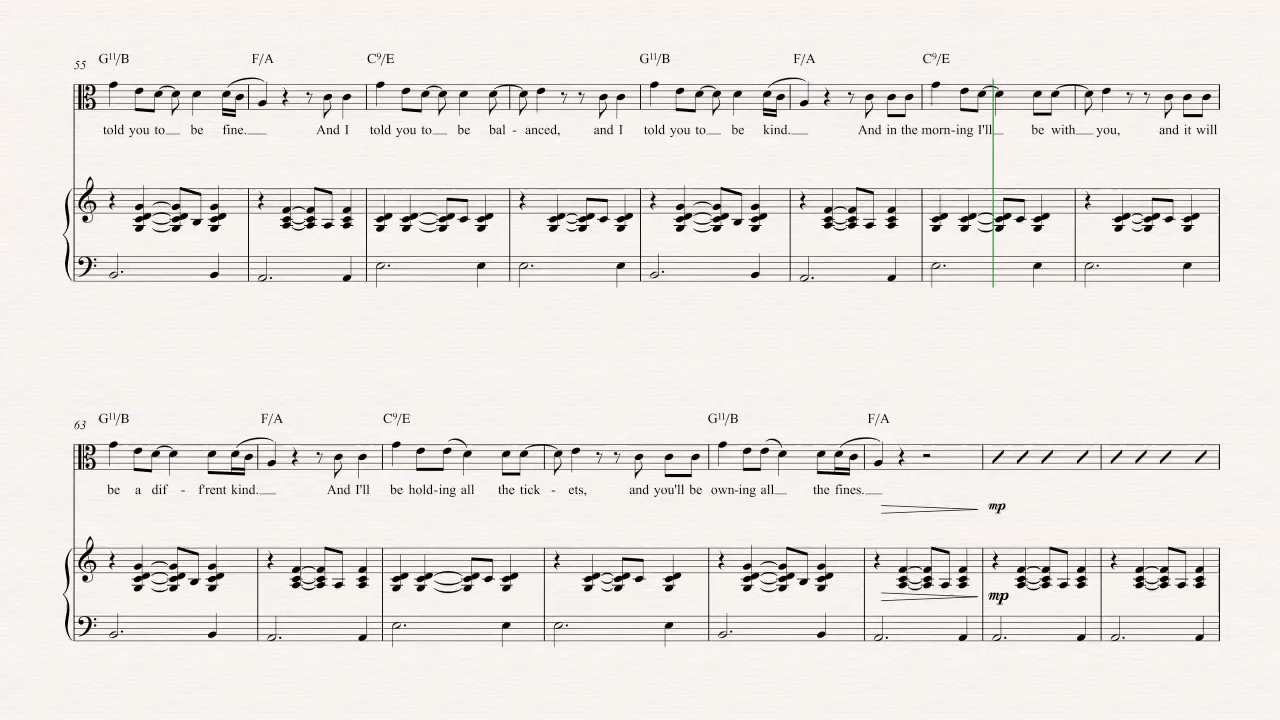 G11/B F/A C9/E G11/B F/A C9/E
55
told you to be fine. And I told you to be bal - anced, and I told you to be kind. And in the morn-ing I'll be with you, and it will
G11/B F/A C9/E G11/B F/A
63
be a dif - f'rent kind. And I'll be hold-ing all the tick - ets, and you'll be own-ing all the fines.
mp
mp